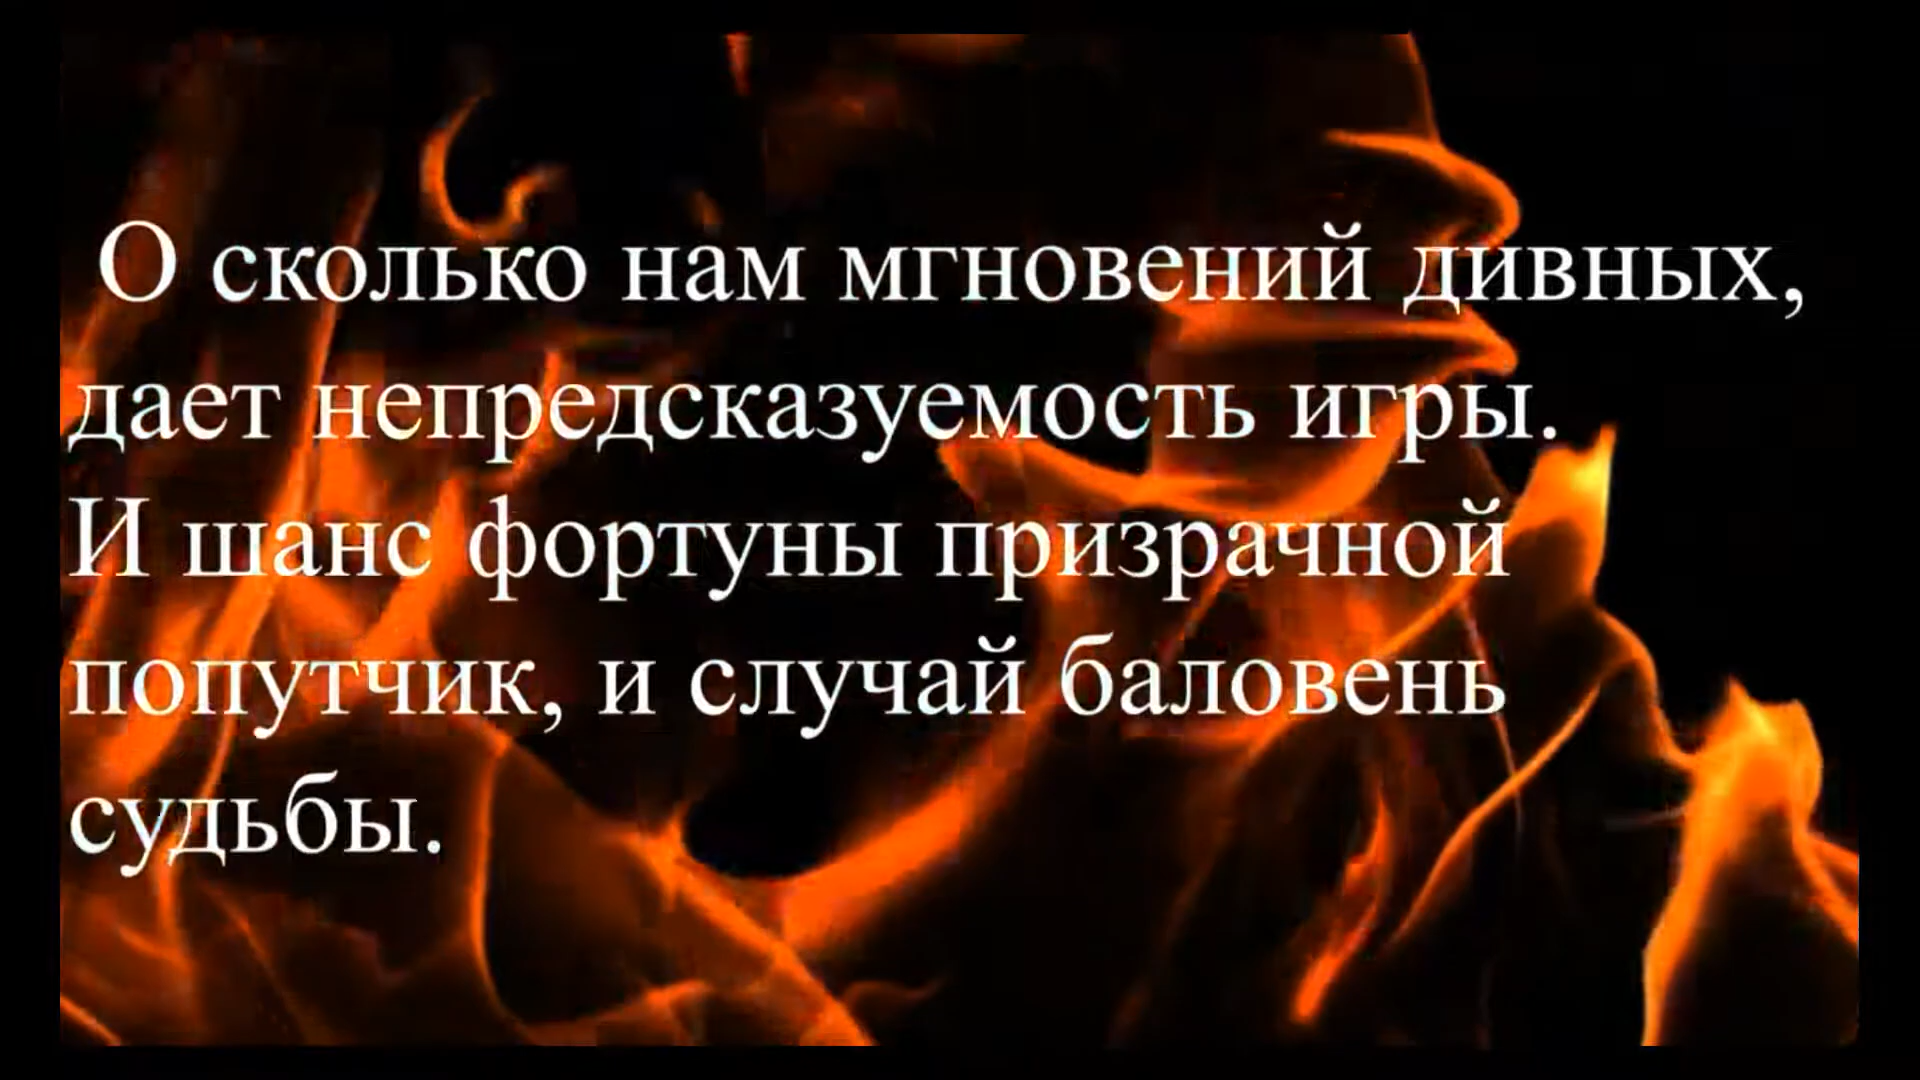 О сколько нам мгновений дивных,
дает непредсказуемость игры.
И шанс фортуны призрачной
попутчик, и случай баловень
судьбы.